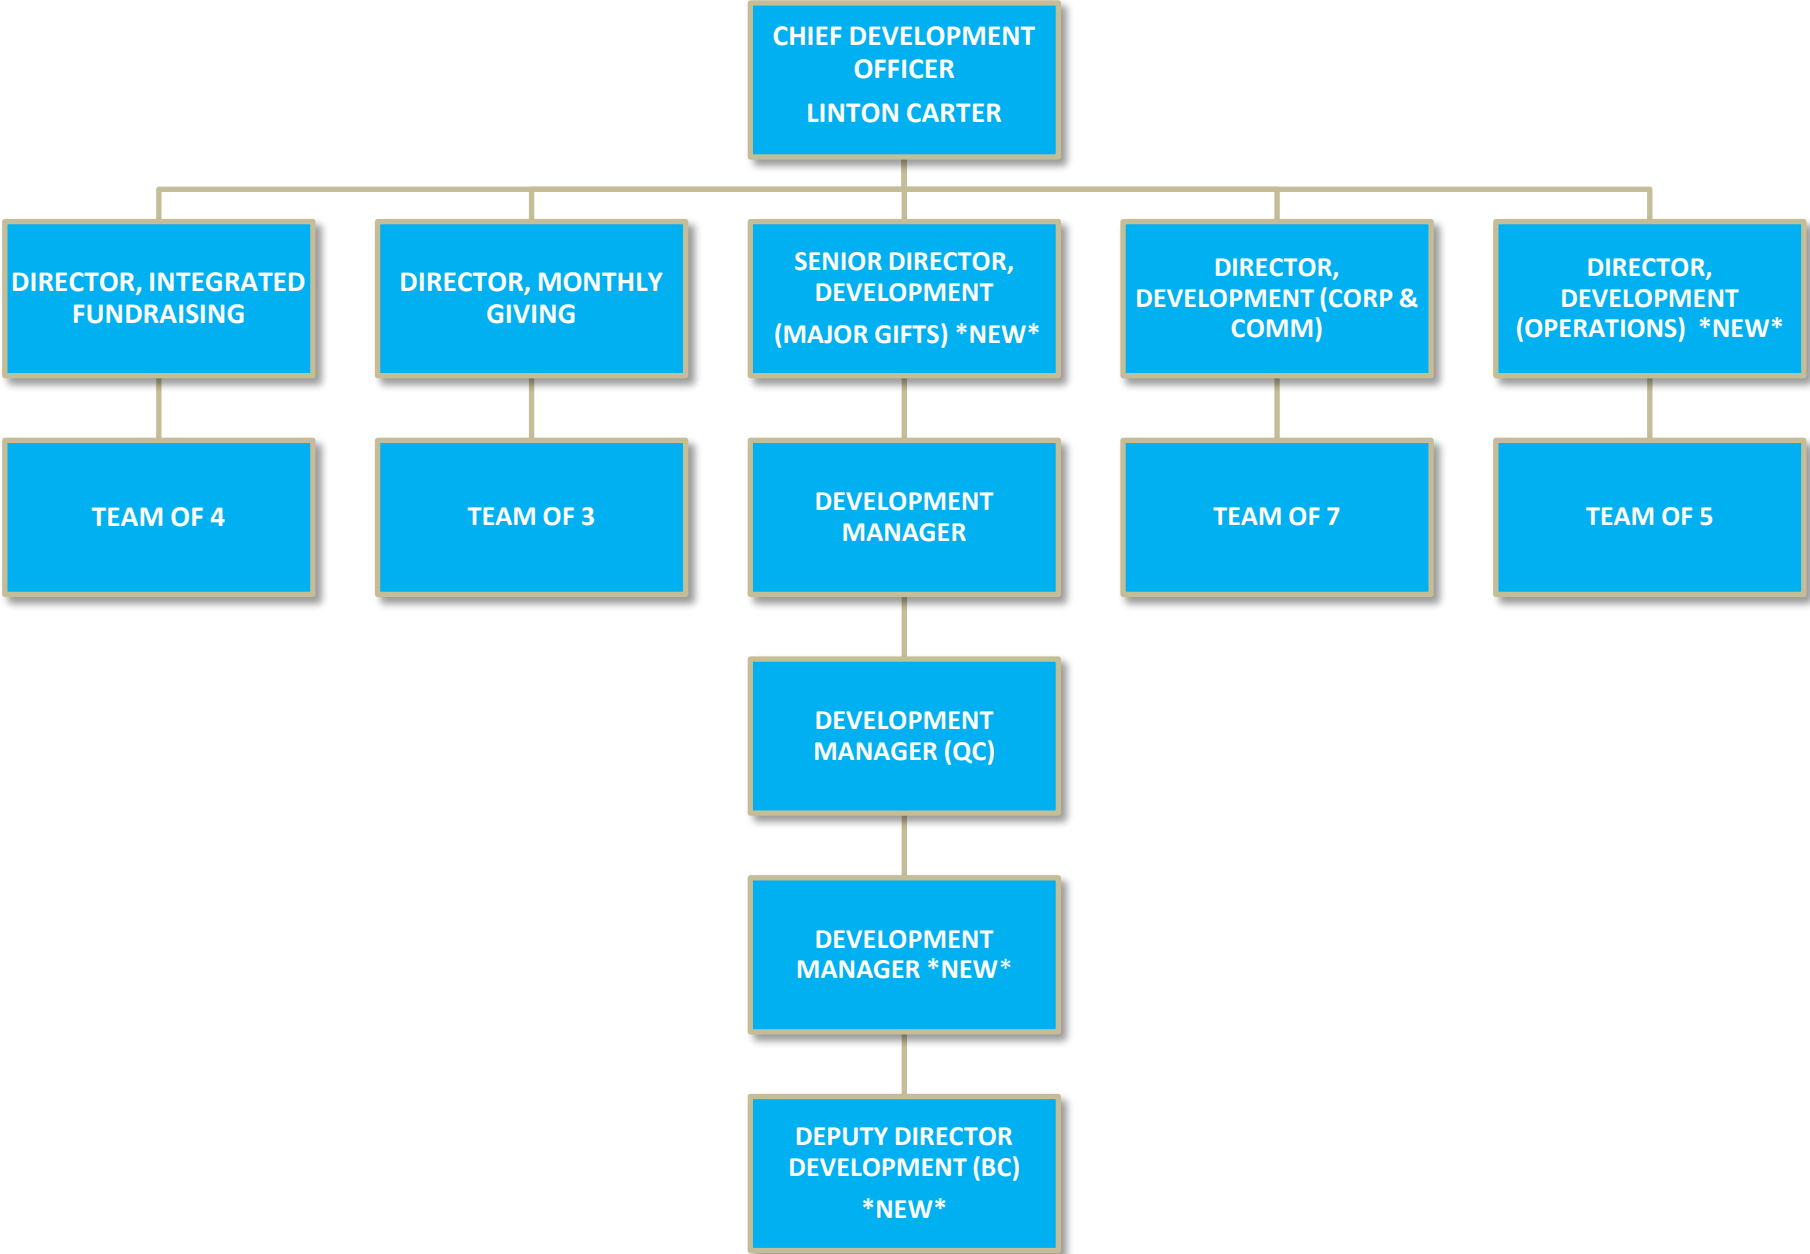 CHIEF DEVELOPMENT
OFFICER
LINTON CARTER
DIRECTOR, INTEGRATED
FUNDRAISING
DIRECTOR, MONTHLY
GIVING
SENIOR DIRECTOR,
DEVELOPMENT
(MAJOR GIFTS) *NEW*
DIRECTOR,
DEVELOPMENT (CORP &
COMM)
DIRECTOR,
DEVELOPMENT
(OPERATIONS) *NEW*
TEAM OF 4
TEAM OF 3
DEVELOPMENT
MANAGER
TEAM OF 7
TEAM OF 5
DEVELOPMENT
MANAGER (QC)
DEVELOPMENT
MANAGER *NEW*
DEPUTY DIRECTOR
DEVELOPMENT (BC)
*NEW*